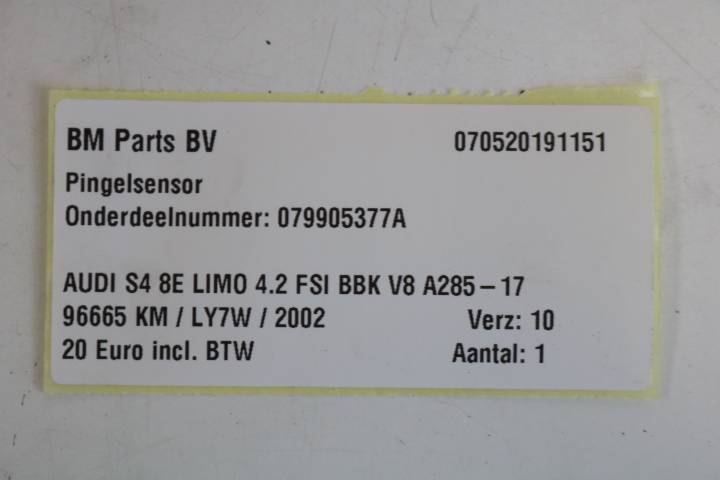 BM Parts BV 070520191151
Pingelsensor
Onderdeelnummer: 079905377A
AUDI S4 8E LIMO 4.2 FSI BBK V8 A285-17
96665 KM / LY7W / 2002 Verz: 10
20 Euro incl. BTW Aantal: 1